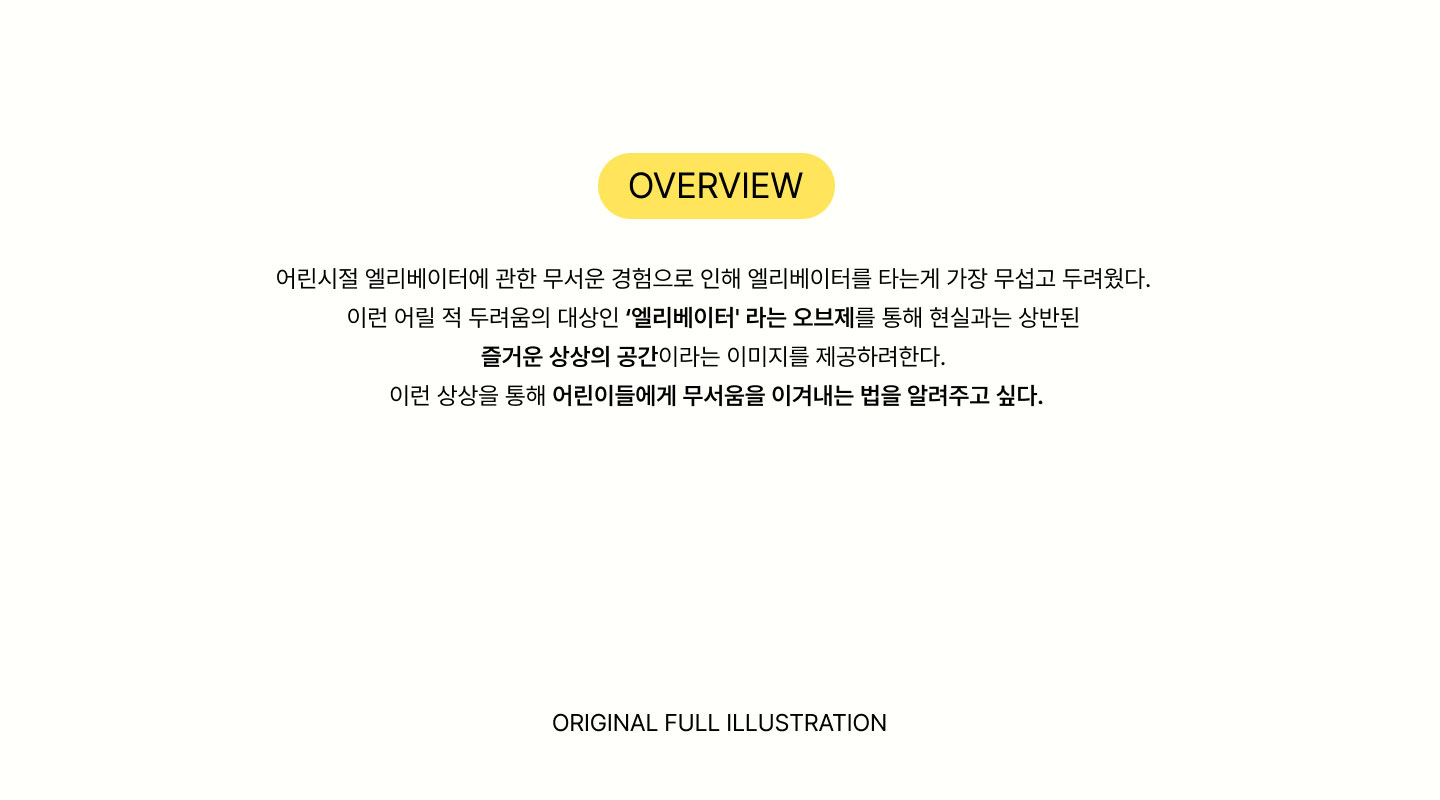 OVERVIEW
어린시절 엘리베이터에 관한 무서운 경험으로 인해 엘리베이터를 타는게 가장 무섭고 두려웠다.
이런 어릴 적 두려움의 대상인 ‘엘리베이터' 라는 오브제를 통해 현실과는 상반된
즐거운 상상의 공간이라는 이미지를 제공하려한다.
이런 상상을 통해 어린이들에게 무서움을 이겨내는 법을 알려주고 싶다.
ORIGINAL FULL ILLUSTRATION